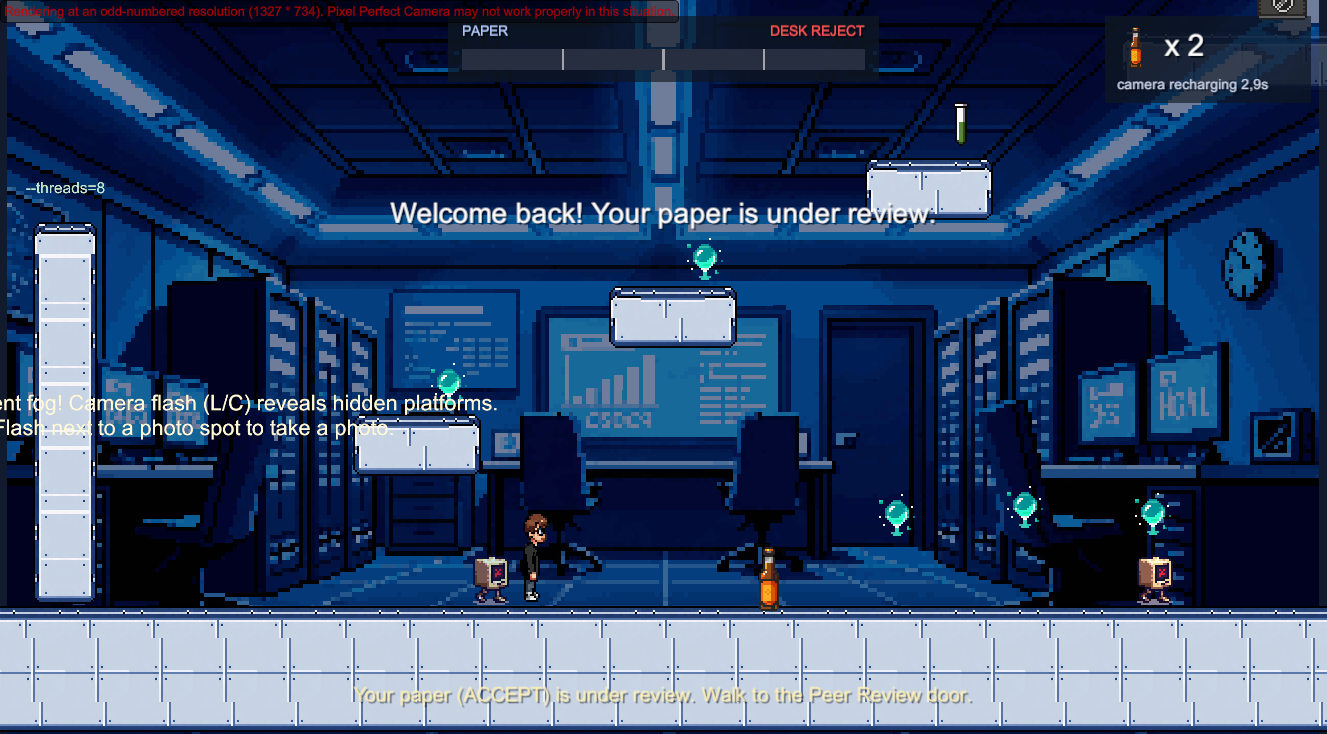 Rendering at an odd-numbered resolution (1327 * 734). Pixel Perfect Camera may not work properly in this situation.
PAPER
DESK REJECT
x 2
camera recharging 2,9s
--threads=8
Welcome back! Your paper is under review.
ent fog! Camera flash (L/C) reveals hidden platforms.
Flash next to a photo spot to take a photo.
Your paper (ACCEPT) is under review. Walk to the Peer Review door.